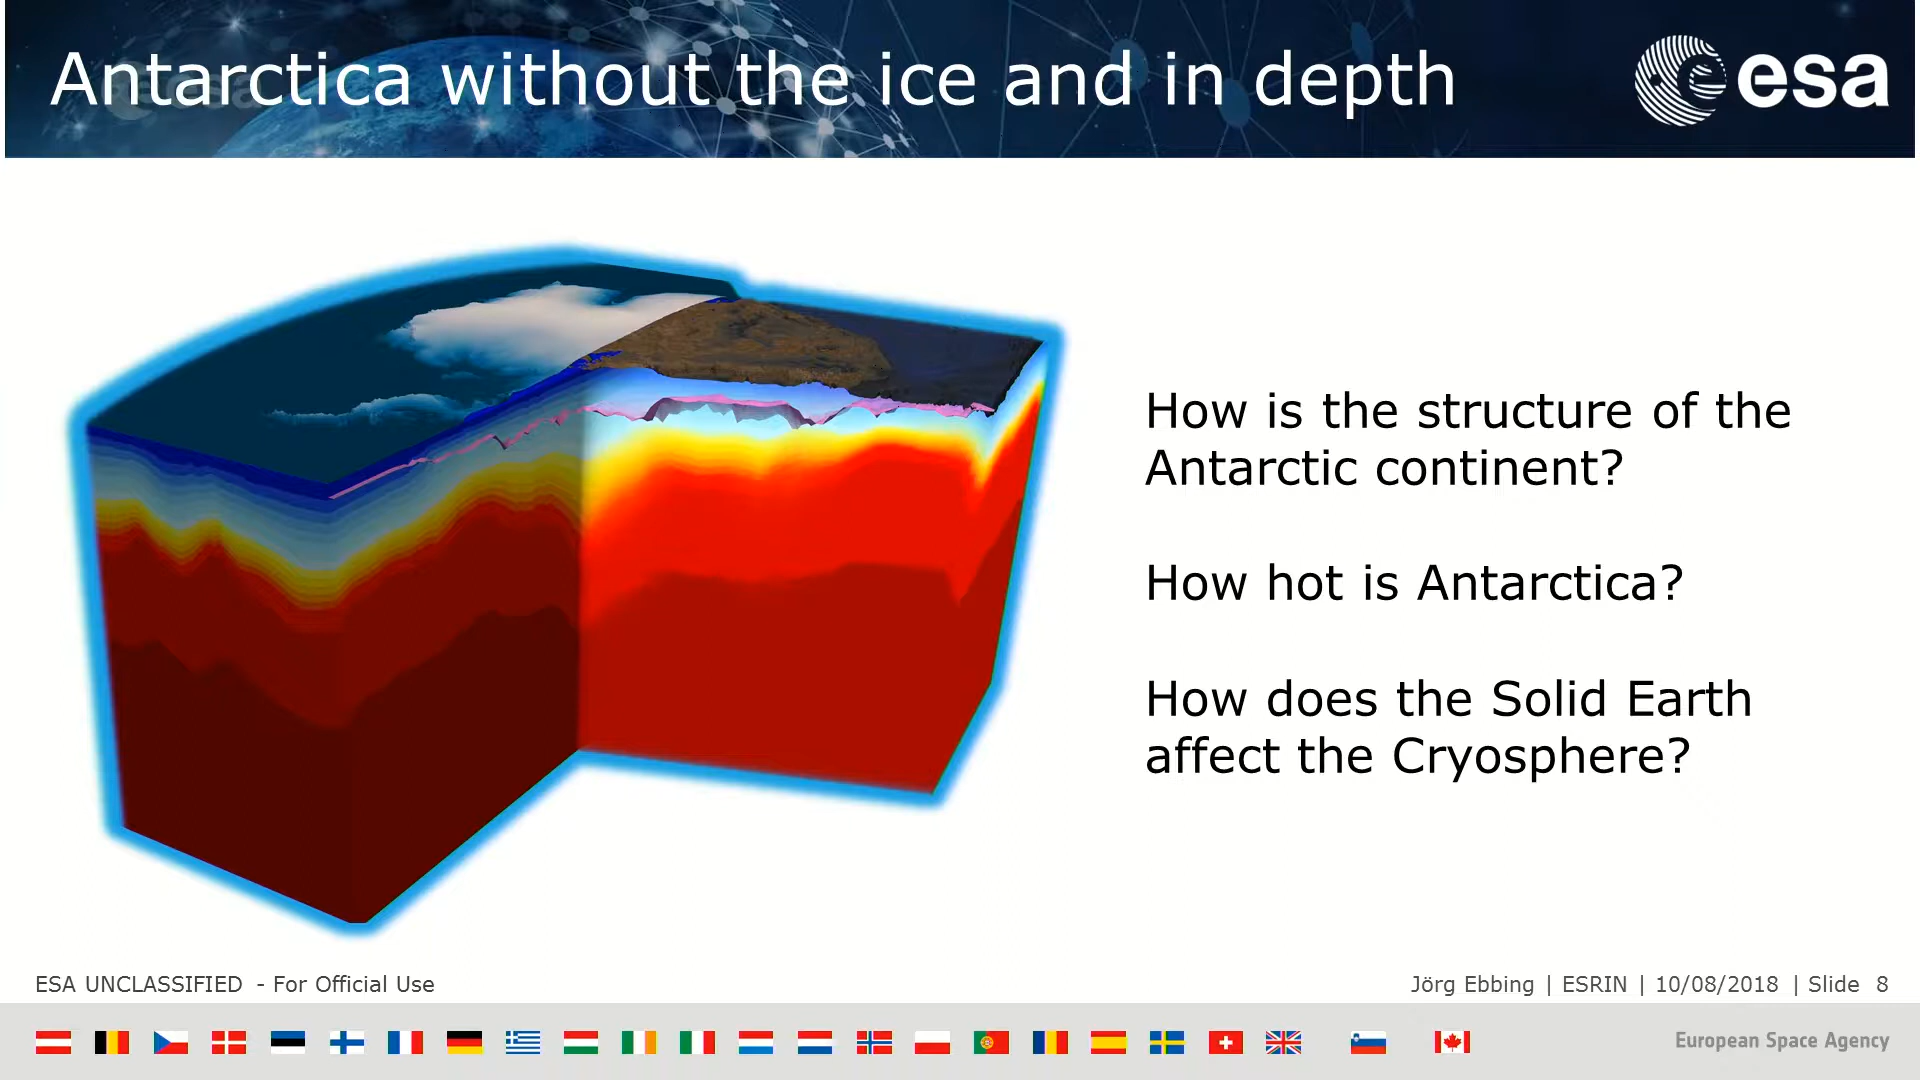 Antarctica without the ice and in depth
esa
How is the structure of the
Antarctic continent?
How hot is Antarctica?
How does the Solid Earth
affect the Cryosphere?
ESA UNCLASSIFIED - For Official Use
Jörg Ebbing | ESRIN | 10/08/2018 | Slide 8
European Space Agency